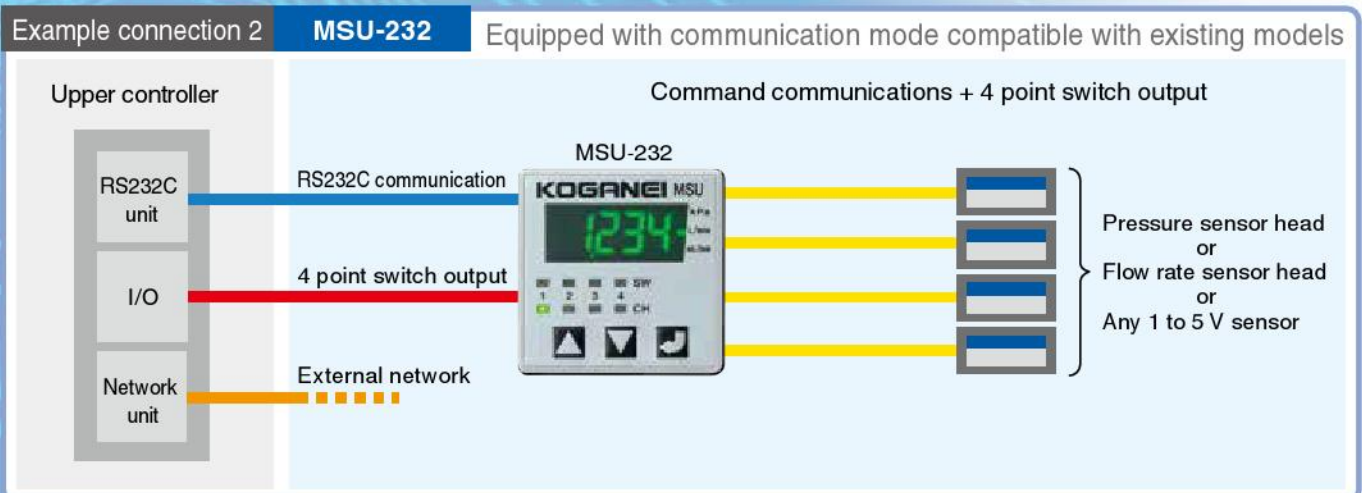 Example connection 2
MSU-232
Equipped with communication mode compatible with existing models
Upper controller
Command communications + 4 point switch output
RS232C
unit
I/O
Network
unit
RS232C communication
4 point switch output
External network
MSU-232
KOGANEI MSU
1234
kPa
L/min
SW
1 2 3 4
CH
Pressure sensor head
or
Flow rate sensor head
or
Any 1 to 5 V sensor